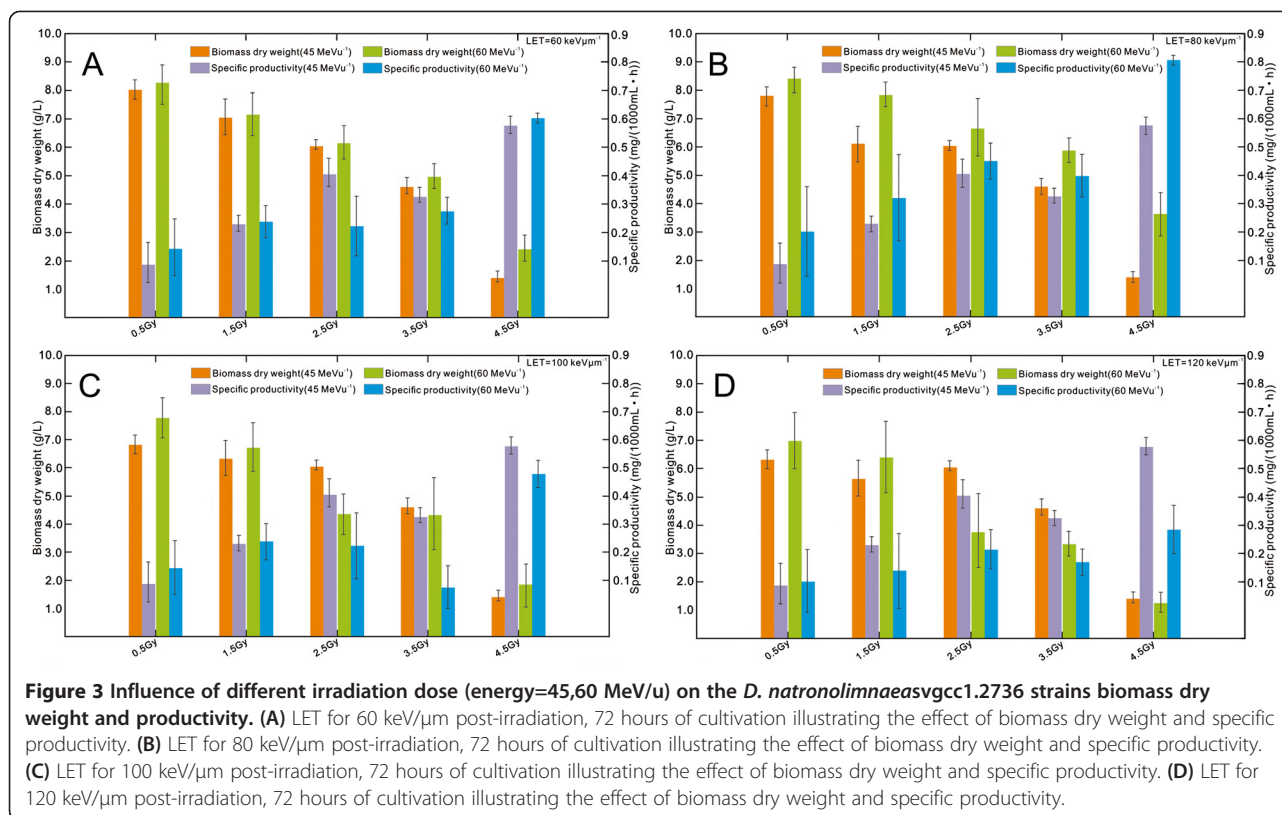 A
LET=60 keVµm⁻¹
Biomass dry weight(45 MeVu⁻¹)
Biomass dry weight(60 MeVu⁻¹)
Specific productivity(45 MeVu⁻¹)
Specific productivity(60 MeVu⁻¹)
Biomass dry weight (g/L)
10.0
9.0
8.0
7.0
6.0
5.0
4.0
3.0
2.0
1.0
Specific productivity (mg/(1000mL•h))
0.9
0.8
0.7
0.6
0.5
0.4
0.3
0.2
0.1
0.5Gy
1.5Gy
2.5Gy
3.5Gy
4.5Gy
B
LET=80 keVµm⁻¹
Biomass dry weight(45 MeVu⁻¹)
Biomass dry weight(60 MeVu⁻¹)
Specific productivity(45 MeVu⁻¹)
Specific productivity(60 MeVu⁻¹)
Biomass dry weight (g/L)
10.0
9.0
8.0
7.0
6.0
5.0
4.0
3.0
2.0
1.0
Specific productivity (mg/(1000mL•h))
0.9
0.8
0.7
0.6
0.5
0.4
0.3
0.2
0.1
0.5Gy
1.5Gy
2.5Gy
3.5Gy
4.5Gy
C
LET=100 keVµm⁻¹
Biomass dry weight(45 MeVu⁻¹)
Biomass dry weight(60 MeVu⁻¹)
Specific productivity(45 MeVu⁻¹)
Specific productivity(60 MeVu⁻¹)
Biomass dry weight (g/L)
10.0
9.0
8.0
7.0
6.0
5.0
4.0
3.0
2.0
1.0
Specific productivity (mg/(1000mL•h))
0.9
0.8
0.7
0.6
0.5
0.4
0.3
0.2
0.1
0.5Gy
1.5Gy
2.5Gy
3.5Gy
4.5Gy
D
LET=120 keVµm⁻¹
Biomass dry weight(45 MeVu⁻¹)
Biomass dry weight(60 MeVu⁻¹)
Specific productivity(45 MeVu⁻¹)
Specific productivity(60 MeVu⁻¹)
Biomass dry weight (g/L)
10.0
9.0
8.0
7.0
6.0
5.0
4.0
3.0
2.0
1.0
Specific productivity (mg/(1000mL•h))
0.9
0.8
0.7
0.6
0.5
0.4
0.3
0.2
0.1
0.5Gy
1.5Gy
2.5Gy
3.5Gy
4.5Gy
Figure 3 Influence of different irradiation dose (energy=45,60 MeV/u) on the D. natronolimnaeasvgcc1.2736 strains biomass dry
weight and productivity. (A) LET for 60 keV/µm post-irradiation, 72 hours of cultivation illustrating the effect of biomass dry weight and specific
productivity. (B) LET for 80 keV/µm post-irradiation, 72 hours of cultivation illustrating the effect of biomass dry weight and specific productivity.
(C) LET for 100 keV/µm post-irradiation, 72 hours of cultivation illustrating the effect of biomass dry weight and specific productivity. (D) LET for
120 keV/µm post-irradiation, 72 hours of cultivation illustrating the effect of biomass dry weight and specific productivity.